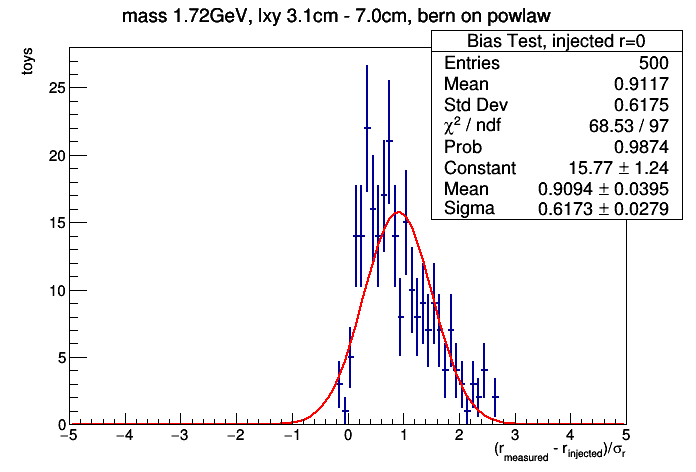 mass 1.72GeV, lxy 3.1cm - 7.0cm, bern on powlaw
toys
Bias Test, injected r=0
Entries 500
Mean 0.9117
Std Dev 0.6175
χ² / ndf 68.53 / 97
Prob 0.9874
Constant 15.77 ± 1.24
Mean 0.9094 ± 0.0395
Sigma 0.6173 ± 0.0279
25
20
15
10
5
0
−5 −4 −3 −2 −1 0 1 2 3 4 5
(r_measured - r_injected)/σ_r